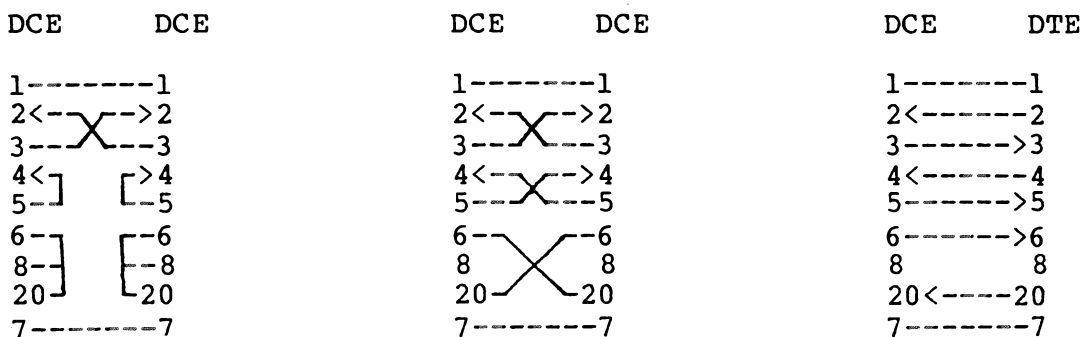 DCE DCE DCE DCE DCE DTE
1--------1 1--------1 1--------1
2<-- -->2 2<-- -->2 2<-------2
3--- ---3 3--- ---3 3------->3
4< >4 4<-- -->4 4<-------4
5-- --5 5--- ---5 5------->5
6-- --6 6-- --6 6------->6
8-- --8 8 8 8 8
20 20 20 20 20<-----20
7--------7 7--------7 7--------7